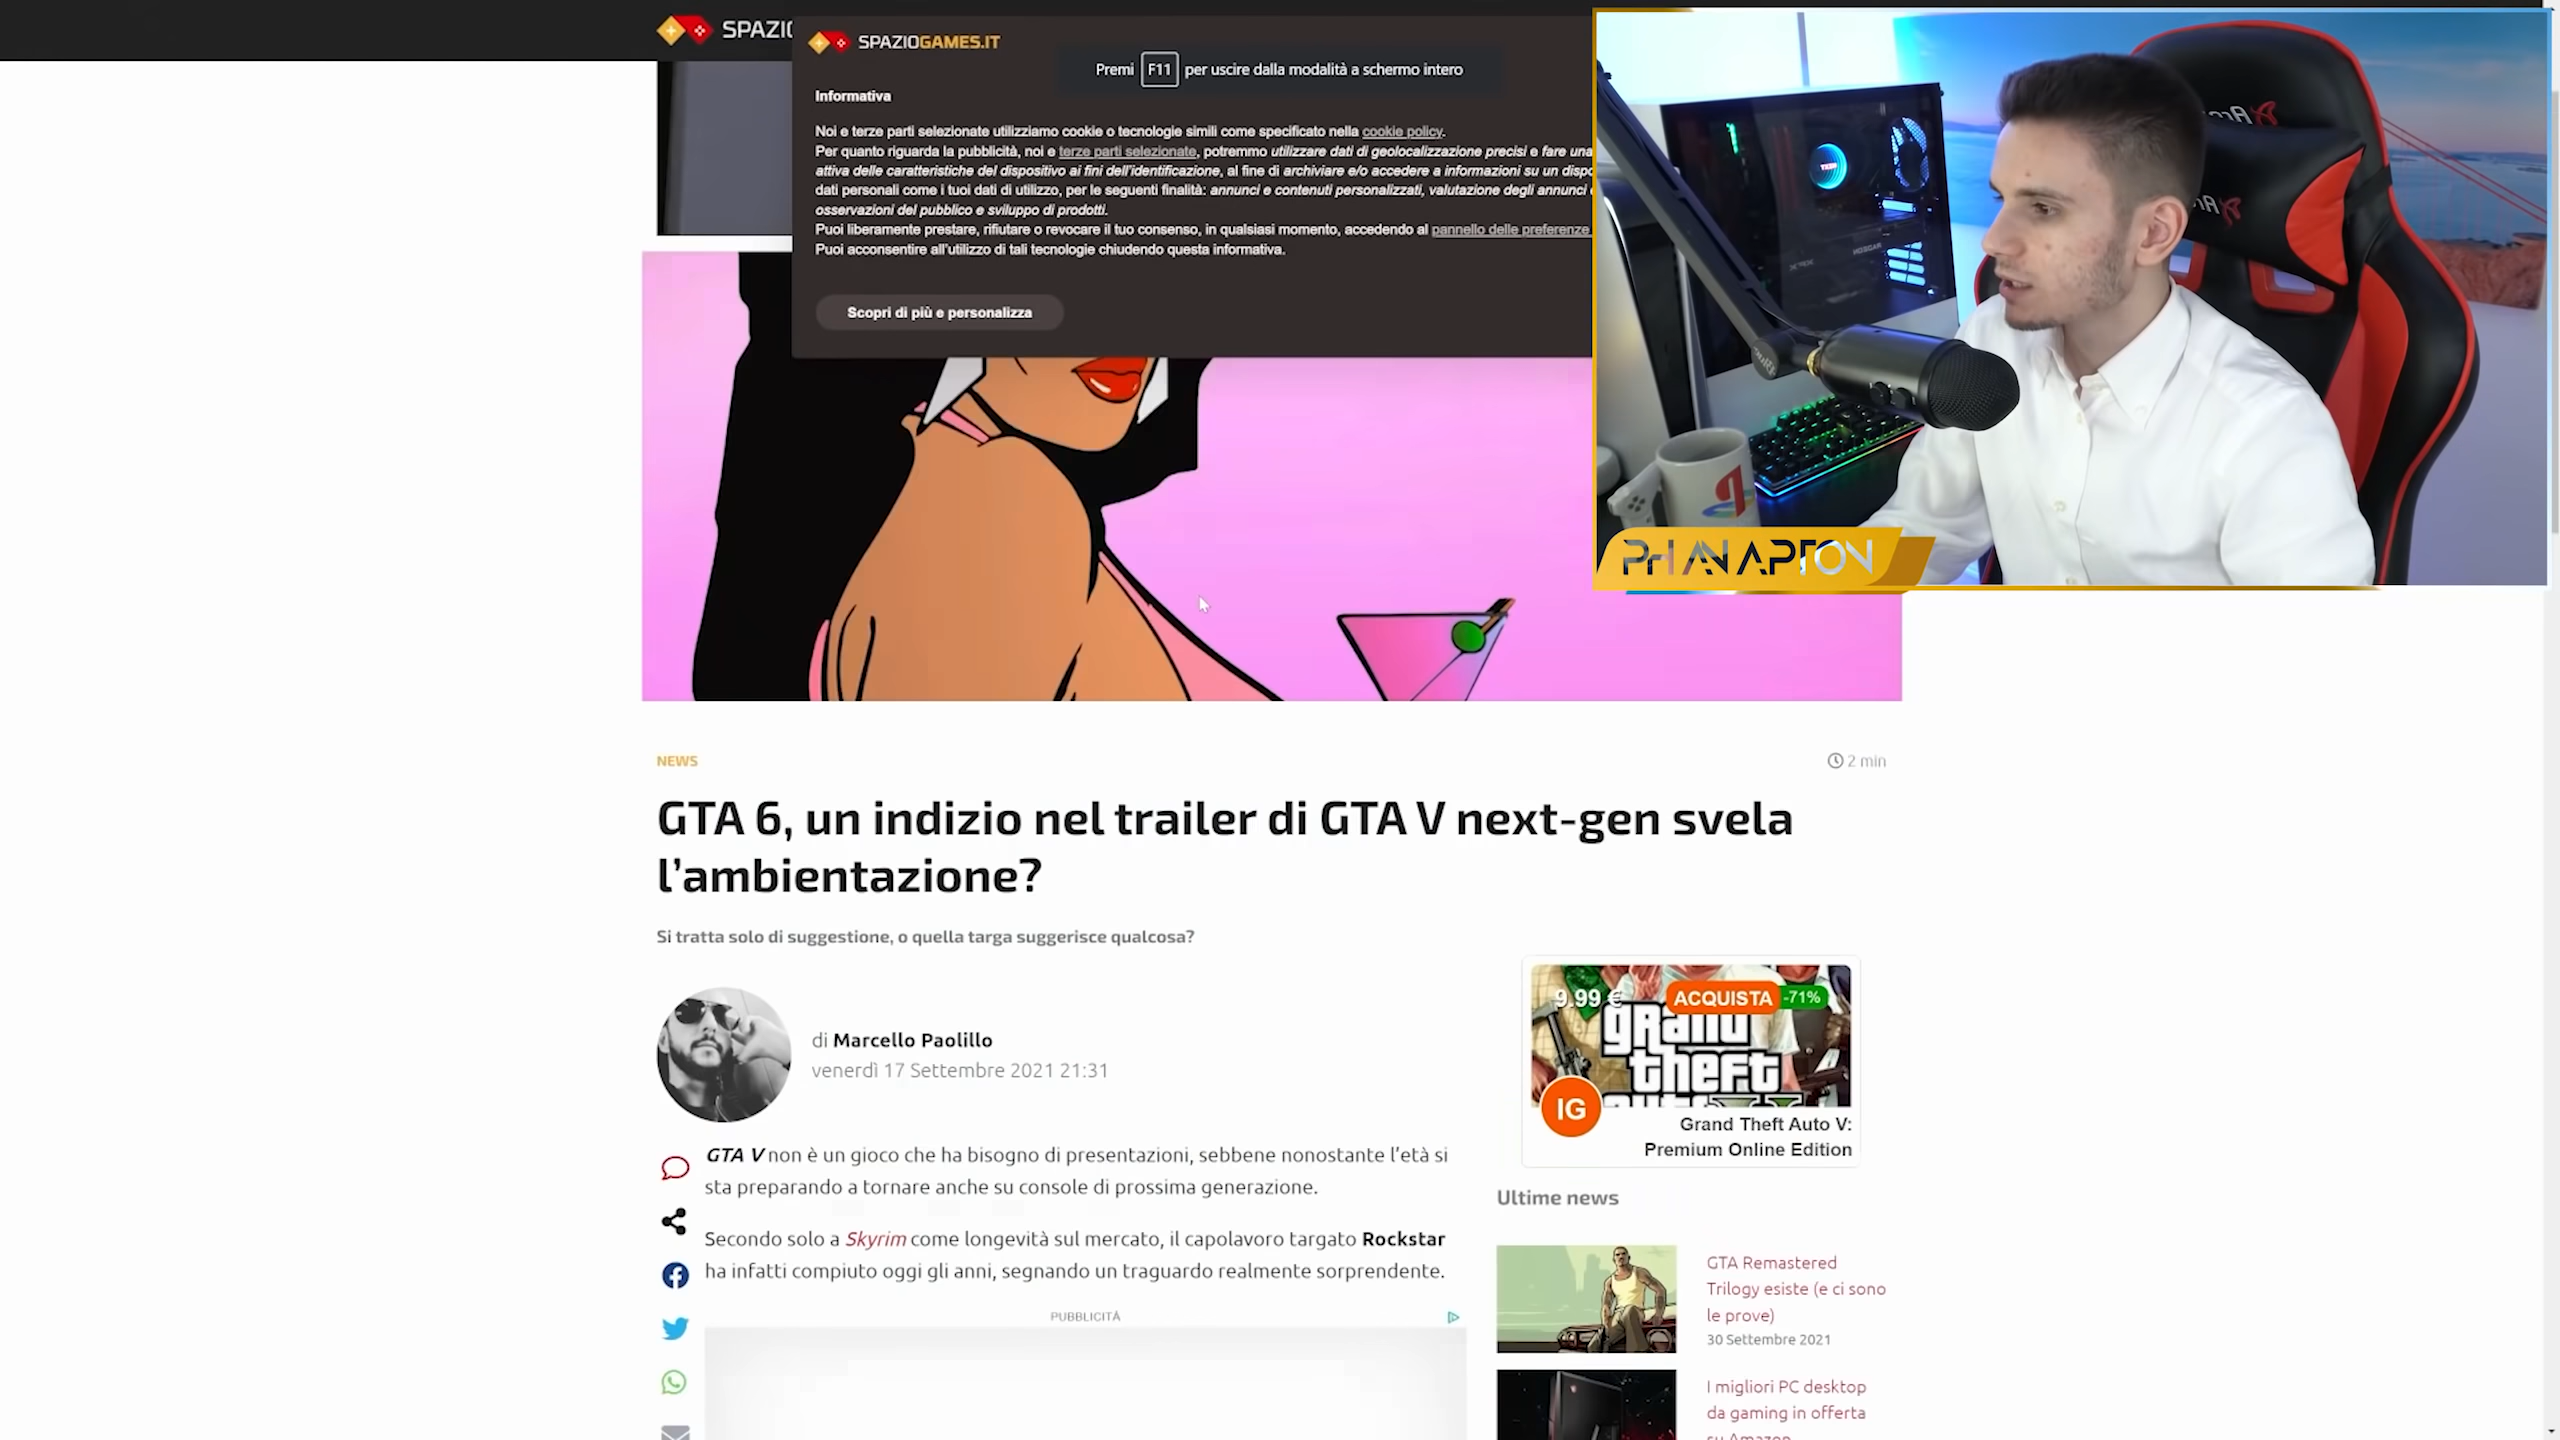 SPAZIOGAMES.IT
Premi F11 per uscire dalla modalità a schermo intero
Informativa
Noi e terze parti selezionate utilizziamo cookie o tecnologie simili come specificato nella cookie policy.
Per quanto riguarda la pubblicità, noi e terze parti selezionate, potremmo utilizzare dati di geolocalizzazione precisi e fare una
attiva delle caratteristiche del dispositivo ai fini dell'identificazione, al fine di archiviare e/o accedere a informazioni su un
dati personali come i tuoi dati di utilizzo, per le seguenti finalità: annunci e contenuti personalizzati, valutazione degli annunci
osservazioni del pubblico e sviluppo di prodotti.
Puoi liberamente prestare, rifiutare o revocare il tuo consenso, in qualsiasi momento, accedendo al pannello delle preferenze
Puoi acconsentire all'utilizzo di tali tecnologie chiudendo questa informativa.
Scopri di più e personalizza
PHANAPTON
NEWS
2 min
GTA 6, un indizio nel trailer di GTA V next-gen svela
l'ambientazione?
Si tratta solo di suggestione, o quella targa suggerisce qualcosa?
di Marcello Paolillo
venerdì 17 Settembre 2021 21:31
GTA V non è un gioco che ha bisogno di presentazioni, sebbene nonostante l'età si
sta preparando a tornare anche su console di prossima generazione.
Secondo solo a Skyrim come longevità sul mercato, il capolavoro targato Rockstar
ha infatti compiuto oggi gli anni, segnando un traguardo realmente sorprendente.
PUBBLICITÀ
9.99 €
ACQUISTA -71%
grand
theft
IG
Grand Theft Auto V:
Premium Online Edition
Ultime news
GTA Remastered
Trilogy esiste (e ci sono
le prove)
30 Settembre 2021
I migliori PC desktop
da gaming in offerta
su Amazon